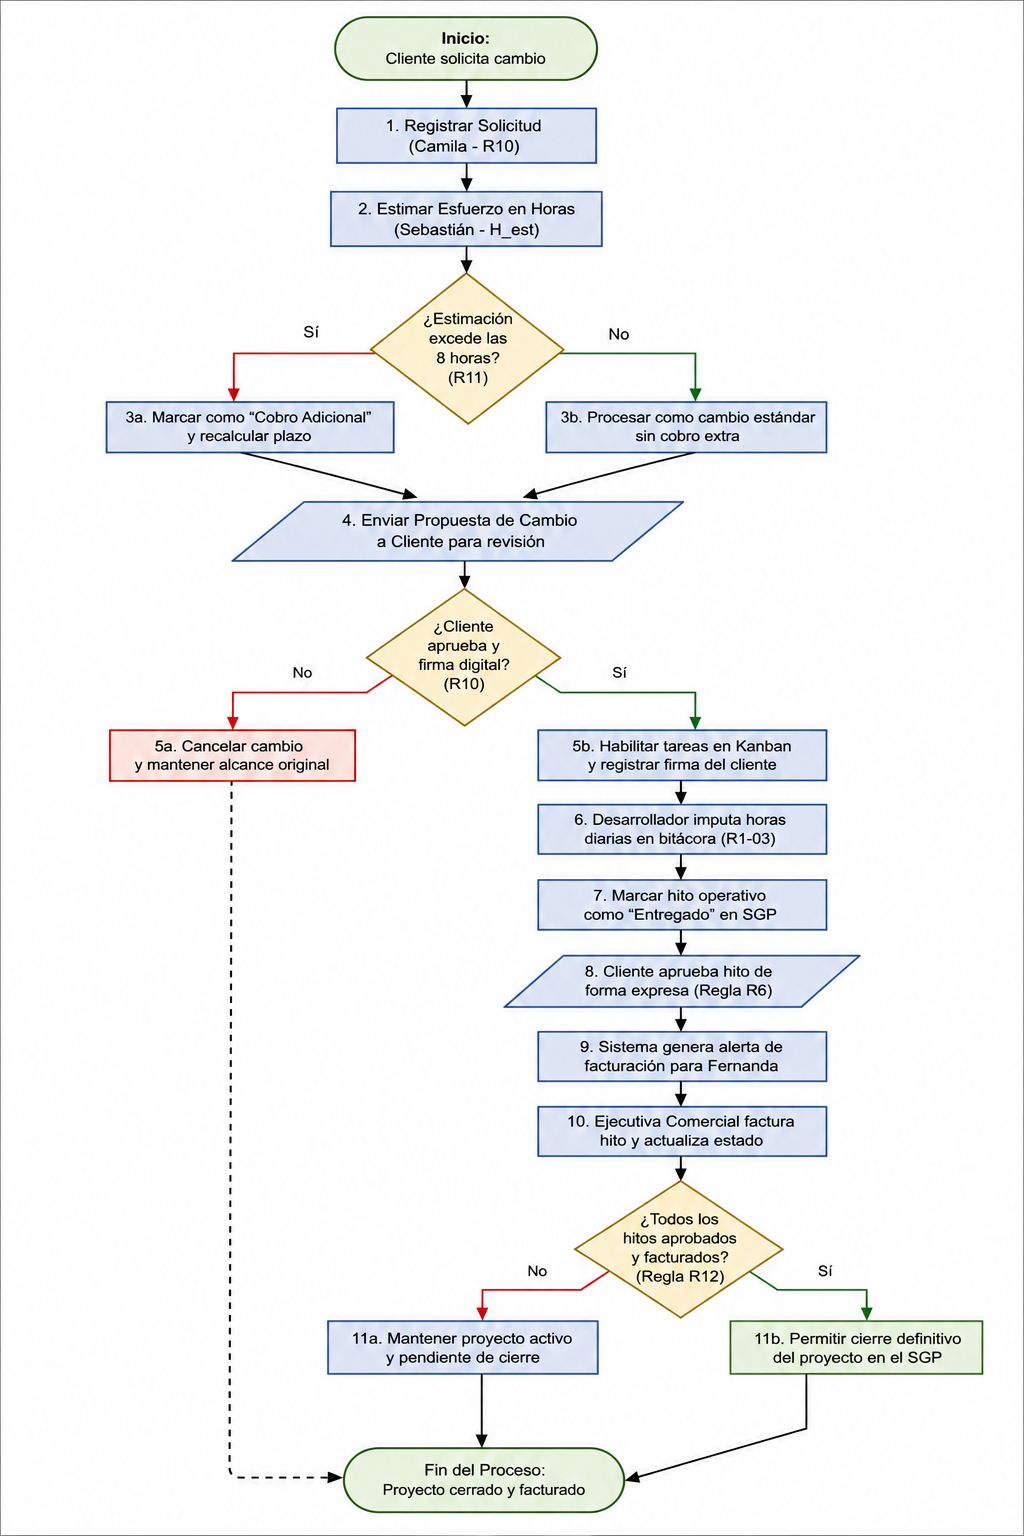 Inicio:
Cliente solicita cambio
1. Registrar Solicitud
(Camila - R10)
2. Estimar Esfuerzo en Horas
(Sebastián - H_est)
¿Estimación
excede las
8 horas?
(R11)
Sí
No
3a. Marcar como “Cobro Adicional”
y recalcular plazo
3b. Procesar como cambio estándar
sin cobro extra
4. Enviar Propuesta de Cambio
a Cliente para revisión
¿Cliente
aprueba y
firma digital?
(R10)
No
Sí
5a. Cancelar cambio
y mantener alcance original
5b. Habilitar tareas en Kanban
y registrar firma del cliente
6. Desarrollador imputa horas
diarias en bitácora (R1-03)
7. Marcar hito operativo
como “Entregado” en SGP
8. Cliente aprueba hito de
forma expresa (Regla R6)
9. Sistema genera alerta de
facturación para Fernanda
10. Ejecutiva Comercial factura
hito y actualiza estado
¿Todos los
hitos aprobados
y facturados?
(Regla R12)
No
Sí
11a. Mantener proyecto activo
y pendiente de cierre
11b. Permitir cierre definitivo
del proyecto en el SGP
Fin del Proceso:
Proyecto cerrado y facturado